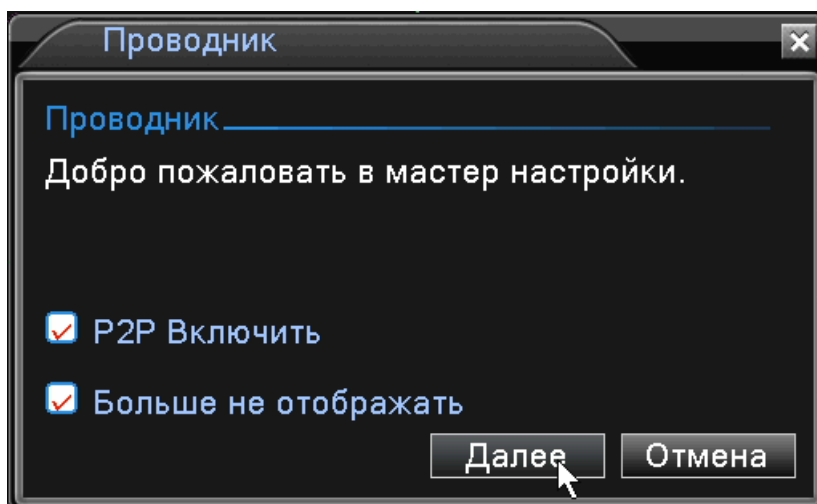 Проводник
Проводник
Добро пожаловать в мастер настройки.
P2P Включить
Больше не отображать
Далее Отмена